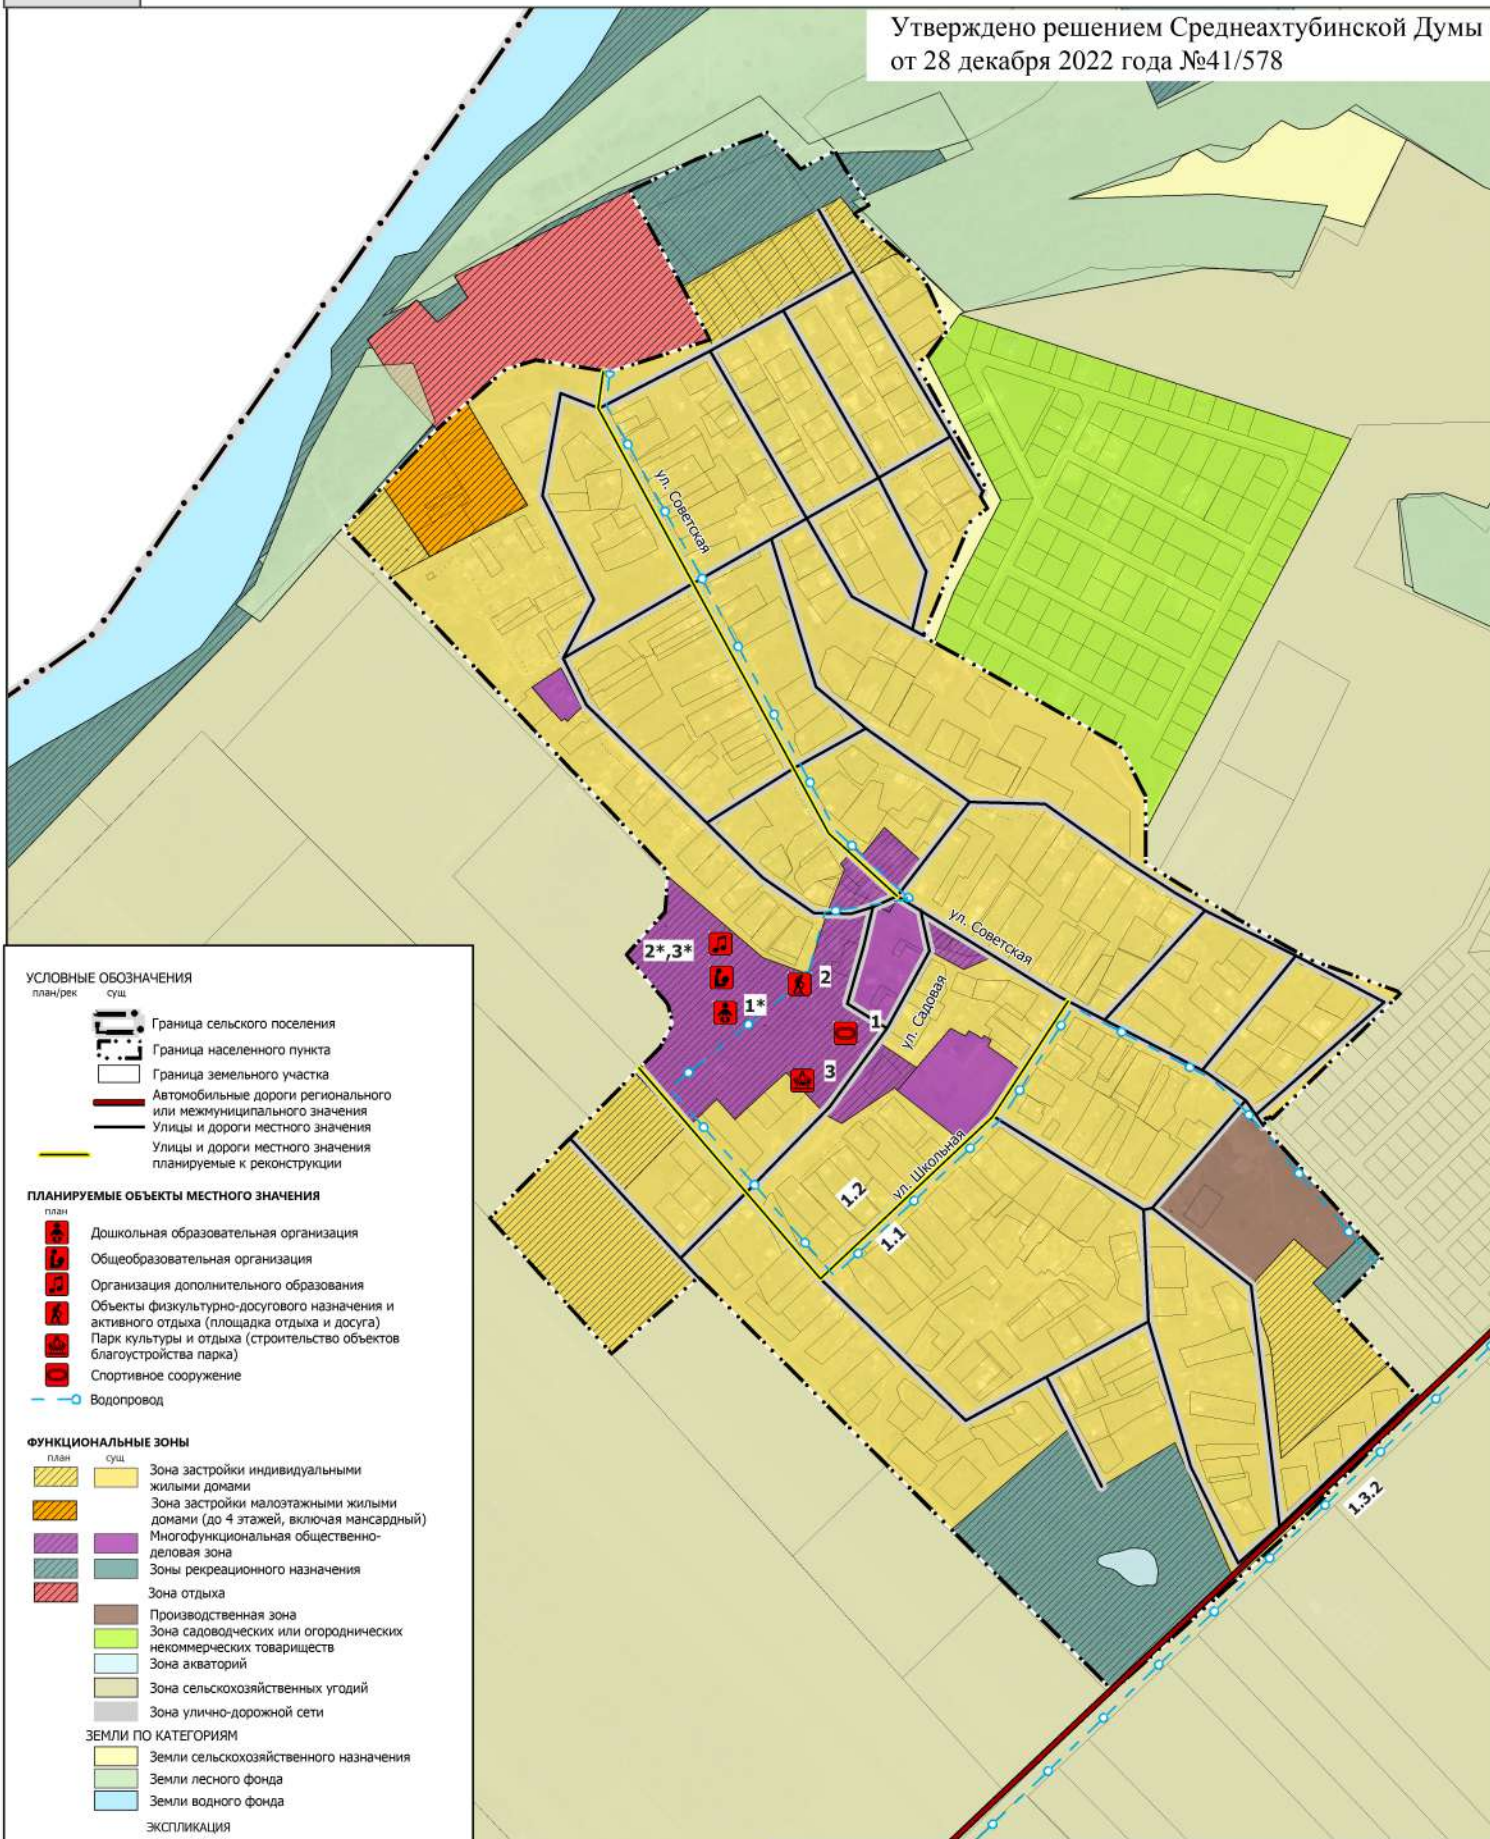 Утверждено решением Среднеахтубинской Думы
от 28 декабря 2022 года №41/578
ул. Советская
ул. Советская
2*,3*
2
1*
1
3
ул. Садовая
ул. Школьная
1.2
1.1
1.3.2
УСЛОВНЫЕ ОБОЗНАЧЕНИЯ
план/рек сущ
Граница сельского поселения
Граница населенного пункта
Граница земельного участка
Автомобильные дороги регионального
или межмуниципального значения
Улицы и дороги местного значения
Улицы и дороги местного значения
планируемые к реконструкции
ПЛАНИРУЕМЫЕ ОБЪЕКТЫ МЕСТНОГО ЗНАЧЕНИЯ
план
Дошкольная образовательная организация
Общеобразовательная организация
Организация дополнительного образования
Объекты физкультурно-досугового назначения и
активного отдыха (площадка отдыха и досуга)
Парк культуры и отдыха (строительство объектов
благоустройства парка)
Спортивное сооружение
Водопровод
ФУНКЦИОНАЛЬНЫЕ ЗОНЫ
план сущ
Зона застройки индивидуальными
жилыми домами
Зона застройки малоэтажными жилыми
домами (до 4 этажей, включая мансардный)
Многофункциональная общественно-
деловая зона
Зоны рекреационного назначения
Зона отдыха
Производственная зона
Зона садоводческих или огороднических
некоммерческих товариществ
Зона акваторий
Зона сельскохозяйственных угодий
Зона улично-дорожной сети
ЗЕМЛИ ПО КАТЕГОРИЯМ
Земли сельскохозяйственного назначения
Земли лесного фонда
Земли водного фонда
ЭКСПЛИКАЦИЯ